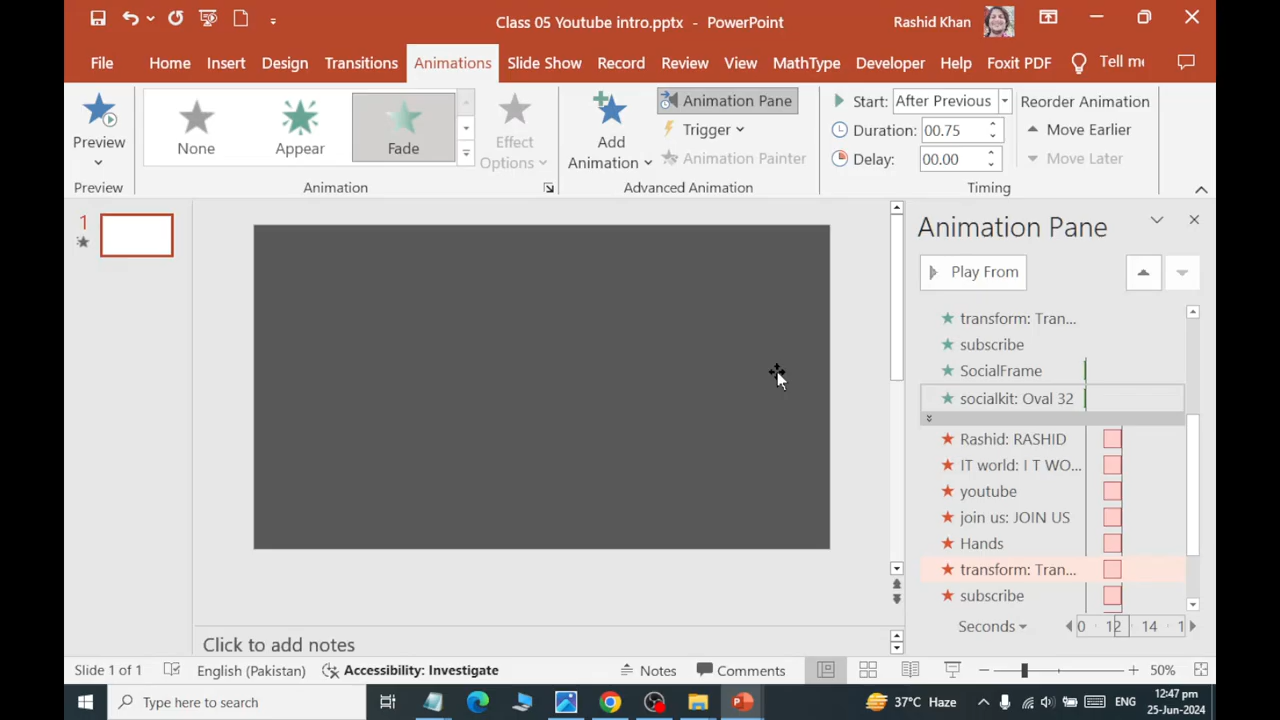 Class 05 Youtube intro.pptx - PowerPoint
Rashid Khan
File Home Insert Design Transitions Animations Slide Show Record Review View MathType Developer Help Foxit PDF Tell me
Preview
Preview
None
Appear
Fade
Effect
Options
Animation
Add
Animation
Animation Pane
Trigger
Animation Painter
Advanced Animation
Start: After Previous
Duration: 00.75
Delay: 00.00
Reorder Animation
Move Earlier
Move Later
Timing
1
Animation Pane
Play From
transform: Tran...
subscribe
SocialFrame
socialkit: Oval 32
Rashid: RASHID
IT world: I T WO...
youtube
join us: JOIN US
Hands
transform: Tran...
subscribe
Seconds 0 12 14 1
Click to add notes
Slide 1 of 1 English (Pakistan) Accessibility: Investigate Notes Comments 50%
Type here to search
37°C Haze
ENG
12:47 pm
25-Jun-2024